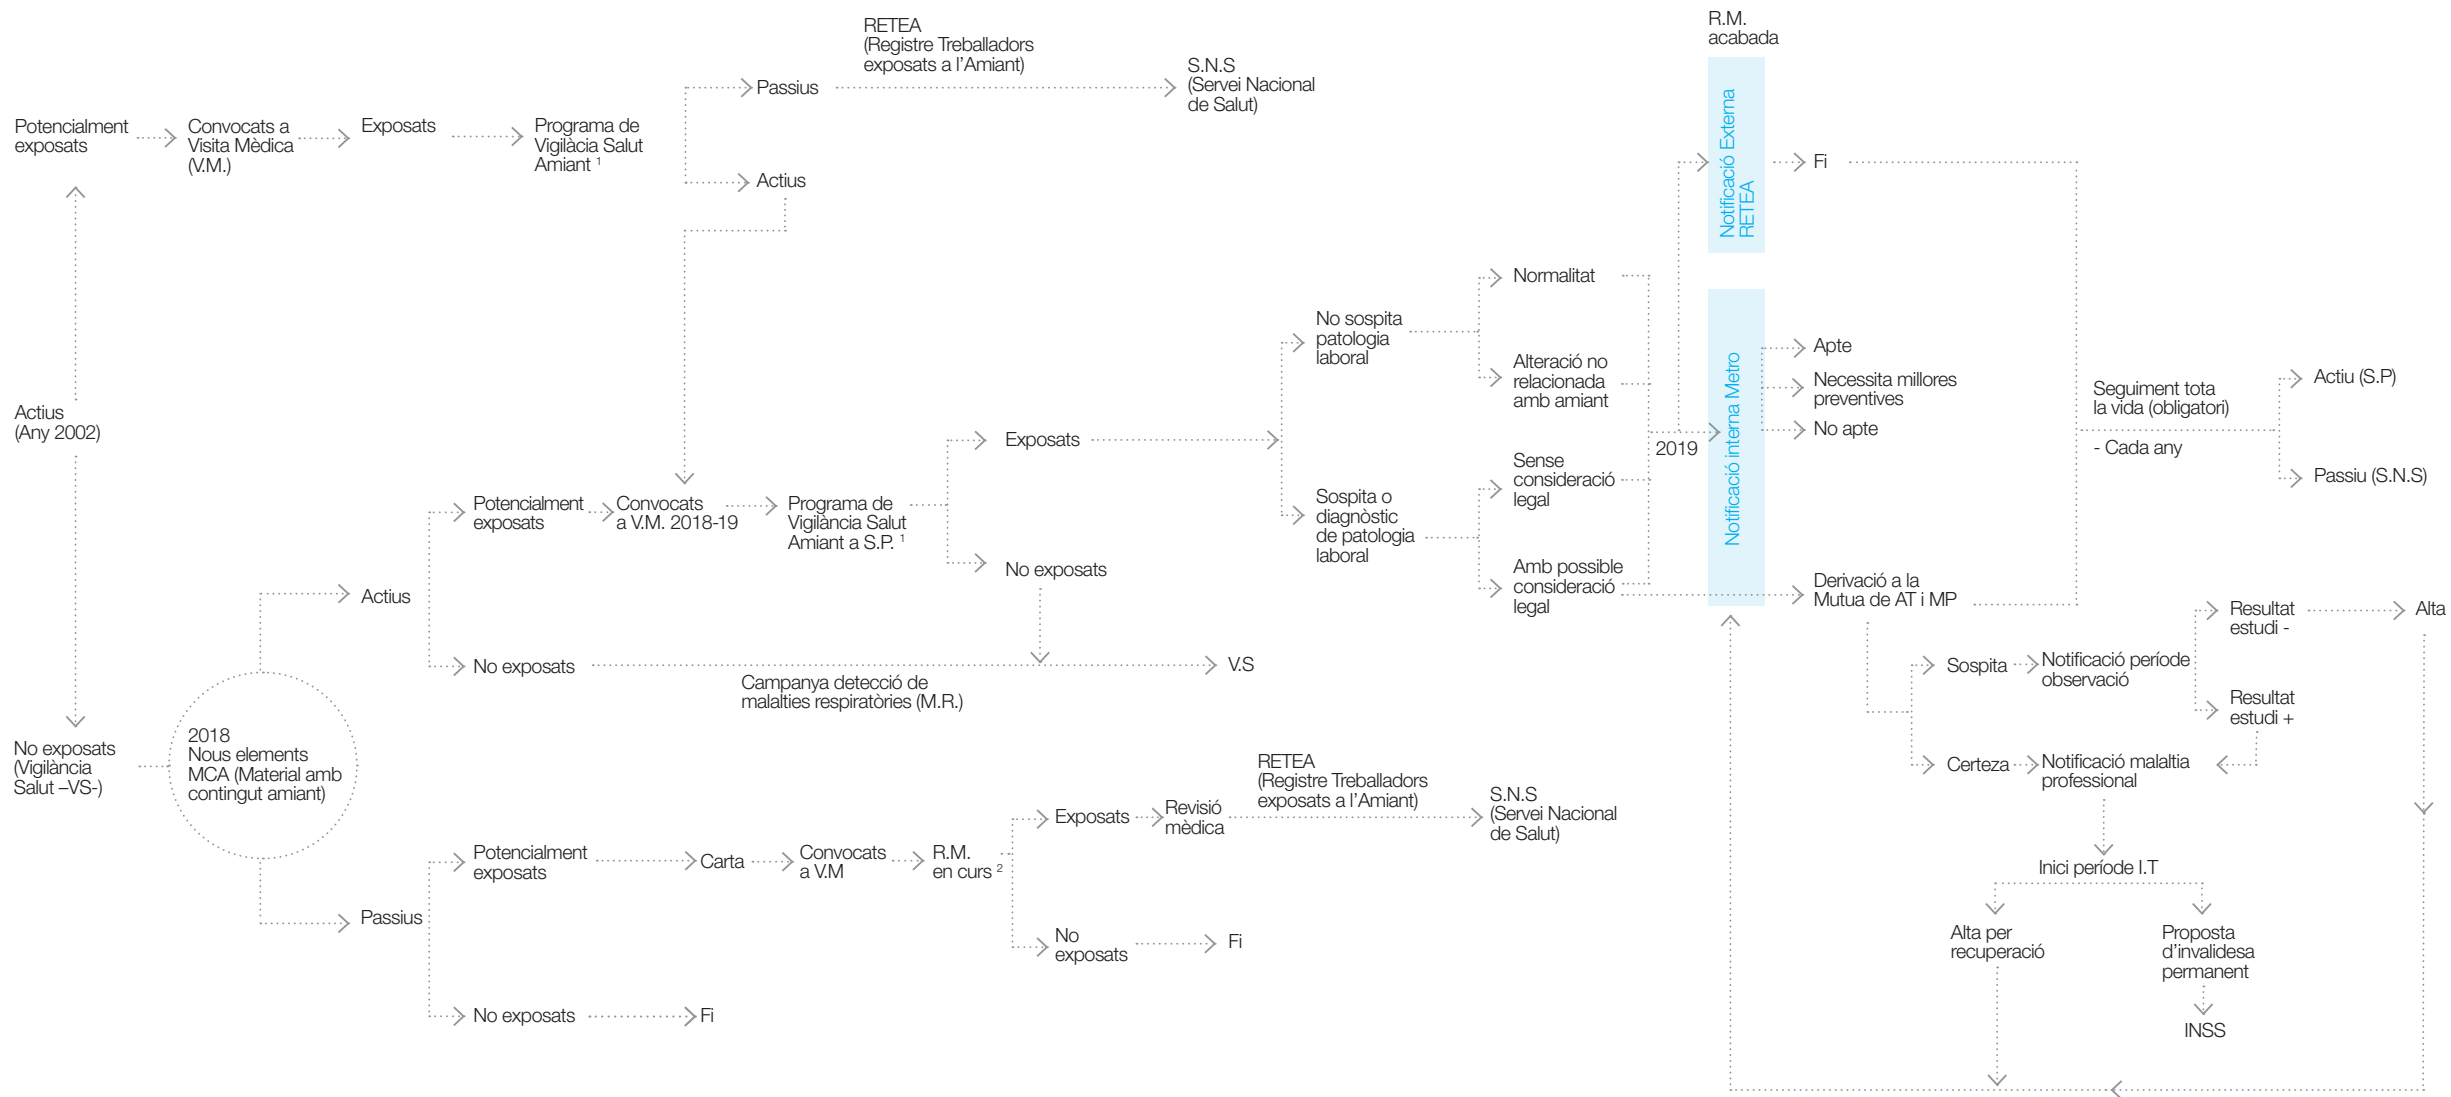 RETEA
(Registre Treballadors
exposats a l'Amiant)
S.N.S
(Servei Nacional
de Salut)
Passius
Potencialment
exposats
Convocats a
Visita Mèdica
(V.M.)
Exposats
Programa de
Vigilàcia Salut
Amiant ¹
Actius
Actius
(Any 2002)
No exposats
(Vigilància
Salut –VS-)
2018
Nous elements
MCA (Material amb
contingut amiant)
Actius
Potencialment
exposats
Convocats
a V.M. 2018-19
Programa de
Vigilància Salut
Amiant a S.P. ¹
Exposats
No exposats
No exposats
Campanya detecció de
malalties respiratòries (M.R.)
V.S
Passius
Potencialment
exposats
Carta
Convocats
a V.M
R.M.
en curs ²
Exposats
Revisió
mèdica
RETEA
(Registre Treballadors
exposats a l'Amiant)
S.N.S
(Servei Nacional
de Salut)
No
exposats
Fi
No exposats
Fi
No sospita
patologia
laboral
Sospita o
diagnòstic
de patologia
laboral
Normalitat
Alteració no
relacionada
amb amiant
Sense
consideració
legal
Amb possible
consideració
legal
2019
R.M.
acabada
Notificació Externa
RETEA
Fi
Notificació interna Metro
Apte
Necessita millores
preventives
No apte
Derivació a la
Mutua de AT i MP
Seguiment tota
la vida (obligatori)
- Cada any
Actiu (S.P)
Passiu (S.N.S)
Sospita
Notificació període
observació
Resultat
estudi -
Alta
Resultat
estudi +
Certeza
Notificació malaltia
professional
Inici període I.T
Alta per
recuperació
Proposta
d'invalidesa
permanent
INSS